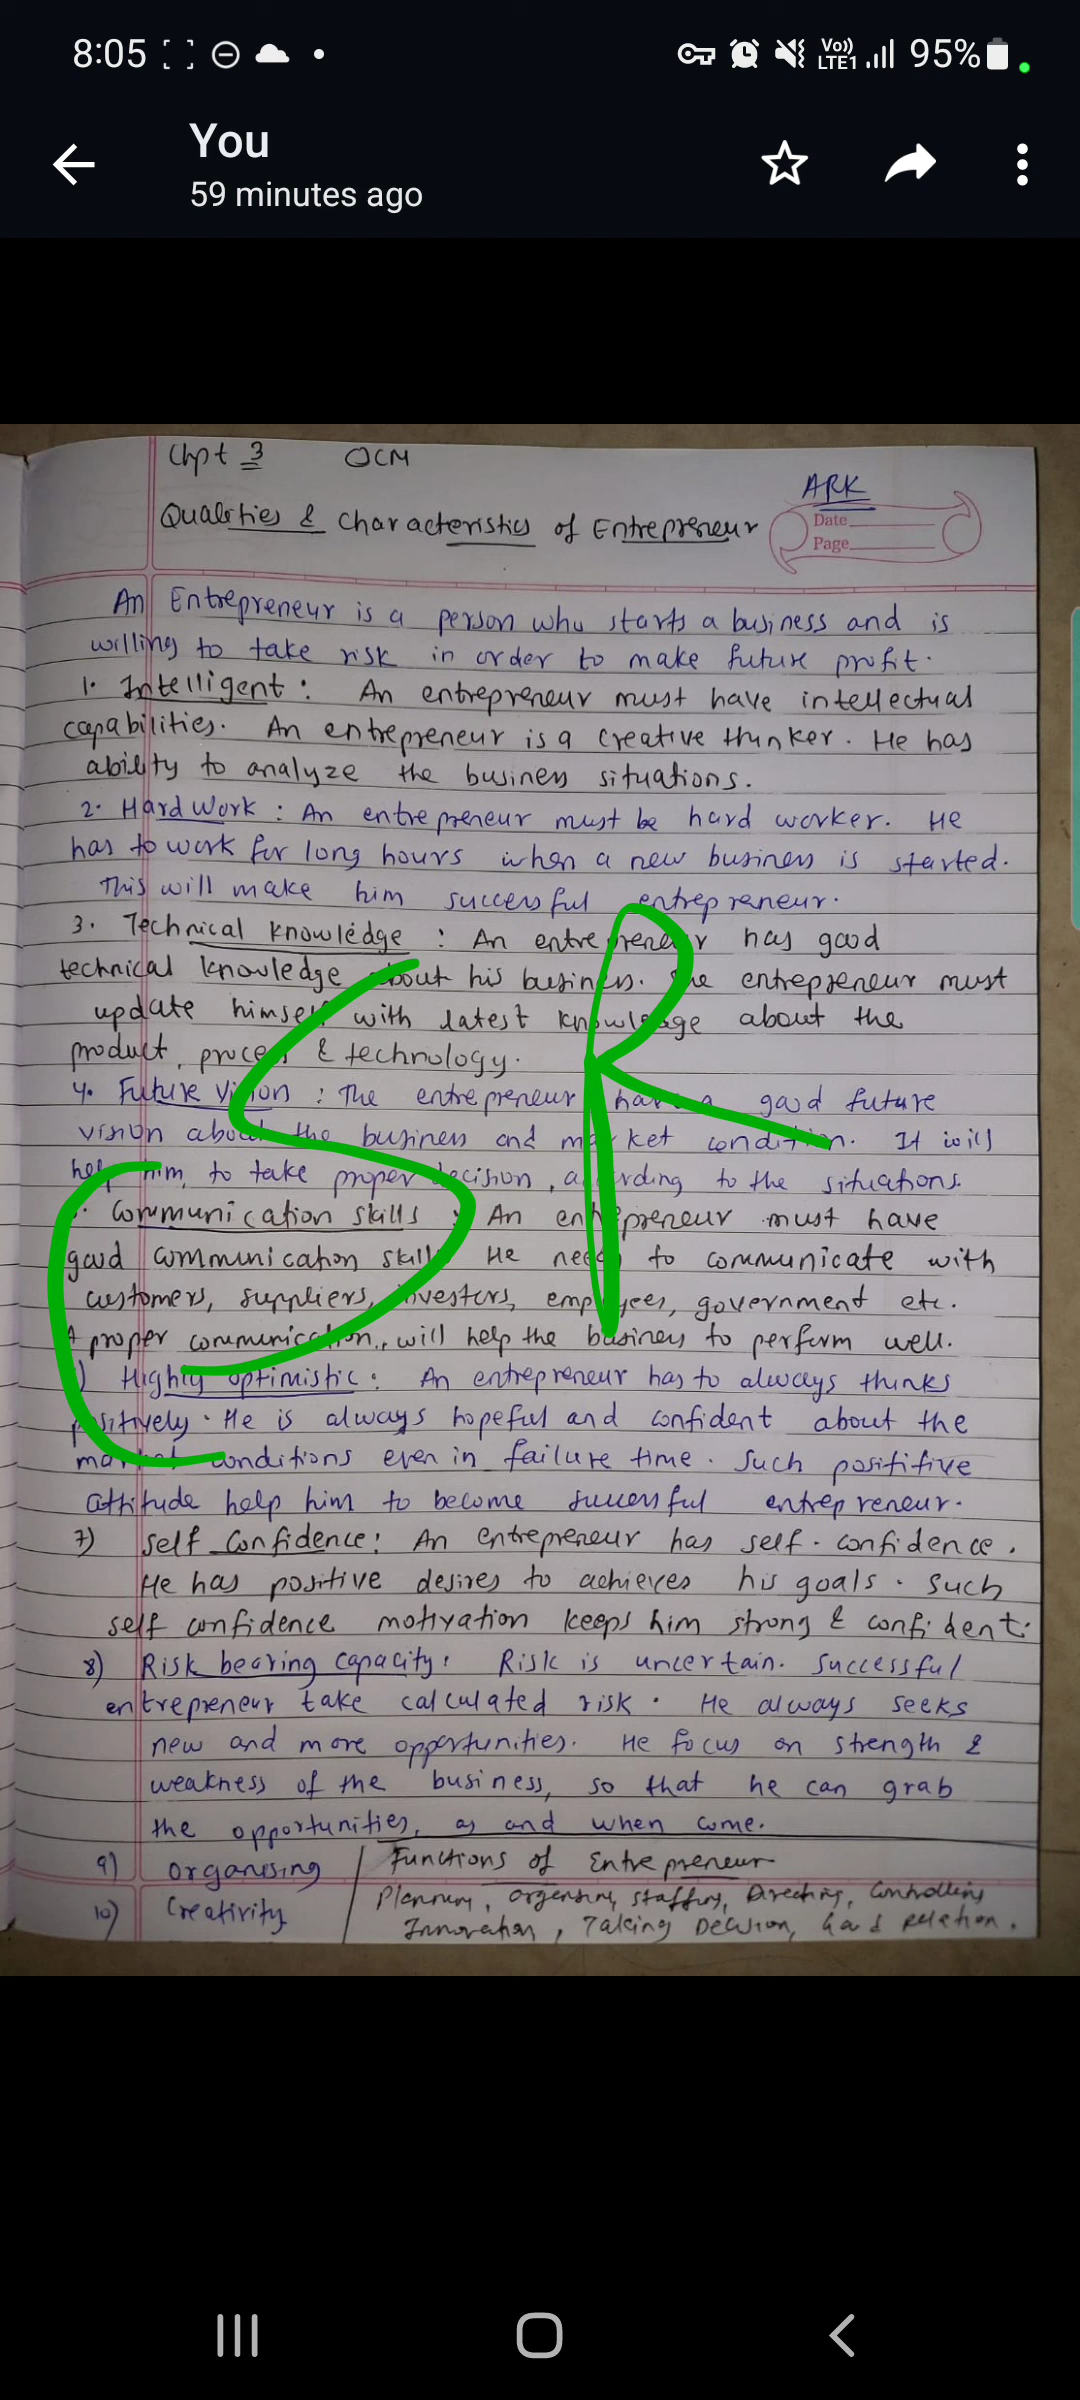 8:05
Vo)) LTE1 95%
You
59 minutes ago
Chpt 3 OCM
ARK
Qualities & Characteristics of Entrepreneur
Date
Page
An Entrepreneur is a person who starts a business and is
willing to take risk in order to make future profit.
1. Intelligent : An entrepreneur must have intellectual
capabilities. An entrepreneur is a creative thinker. He has
ability to analyze the business situations.
2. Hard Work : An entrepreneur must be hard worker. He
has to work for long hours when a new business is started.
This will make him successful entrepreneur.
3. Technical knowledge : An entrepreneur has good
technical knowledge about his business. The entrepreneur must
update himself with latest knowledge about the
product, process & technology.
4. Future vision : The entrepreneur have a good future
vision about the business and market condition. It will
help him to take proper decision, according to the situations.
Communication skills : An entrepreneur must have
good communication skill He needs to communicate with
customers, suppliers, investors, employees, government etc.
A proper communication, will help the business to perform well.
) Highly optimistic : An entrepreneur has to always thinks
positively. He is always hopeful and confident about the
market conditions even in failure time. Such positifive
attitude help him to become successful entrepreneur.
7) Self Confidence : An entrepreneur has self-confidence.
He has positive desires to achieves his goals. Such
self confidence motivation keeps him strong & confident.
8) Risk bearing capacity: Risk is uncertain. Successful
entrepreneur take calculated risk. He always seeks
new and more opportunities. He focus on strength &
weakness of the business, so that he can grab
the opportunities, as and when come.
9) Organising
10) Creativity
Functions of Entrepreneur
Planning, organising, staffing, Directing, Controlling
Innovation, Taking Decision, Good Relation.
SR